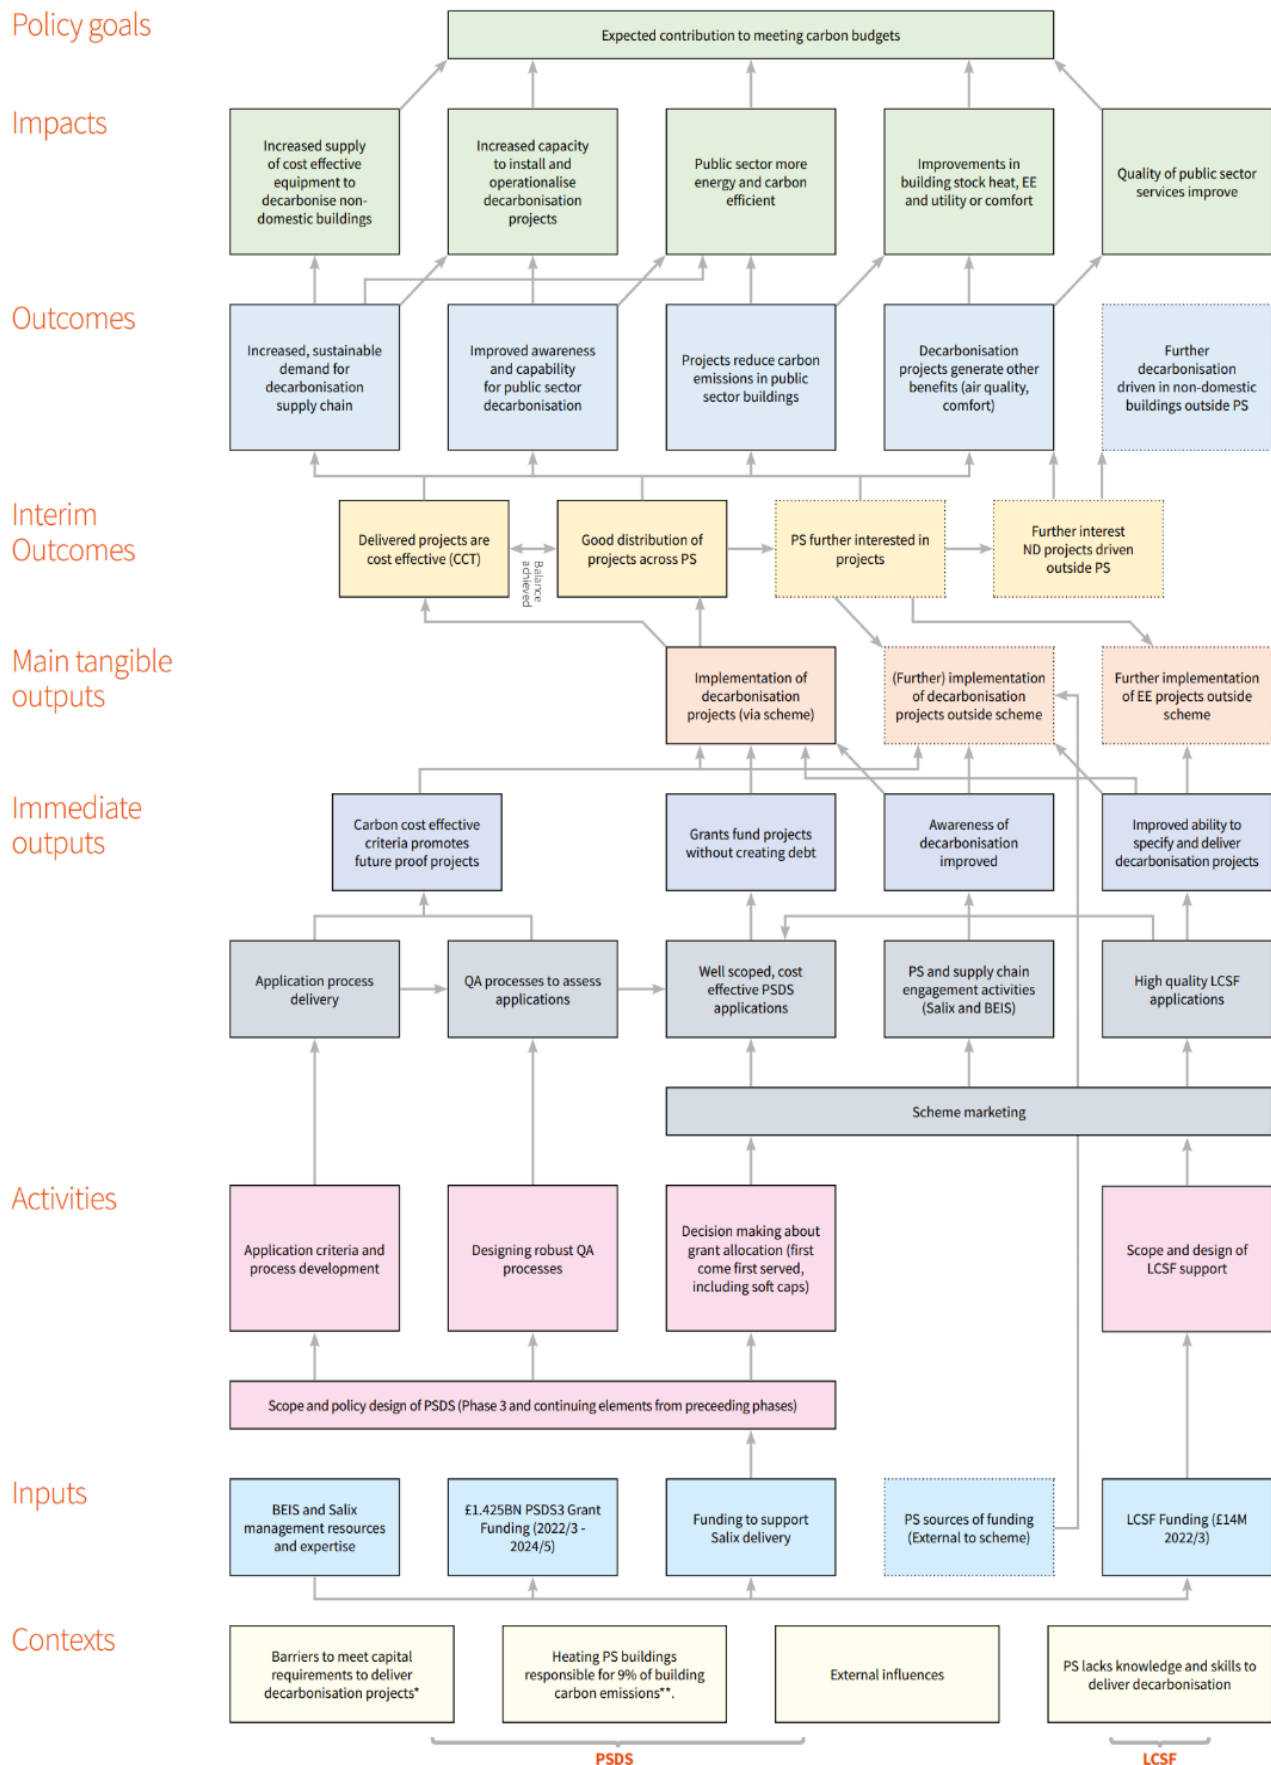 Policy goals
Expected contribution to meeting carbon budgets
Impacts
Increased supply
of cost effective
equipment to
decarbonise non-
domestic buildings
Increased capacity
to install and
operationalise
decarbonisation
projects
Public sector more
energy and carbon
efficient
Improvements in
building stock heat, EE
and utility or comfort
Quality of public sector
services improve
Outcomes
Increased, sustainable
demand for
decarbonisation
supply chain
Improved awareness
and capability
for public sector
decarbonisation
Projects reduce carbon
emissions in public
sector buildings
Decarbonisation
projects generate other
benefits (air quality,
comfort)
Further
decarbonisation
driven in non-domestic
buildings outside PS
Interim
Outcomes
Delivered projects are
cost effective (CCT)
Balance
achieved
Good distribution of
projects across PS
PS further interested in
projects
Further interest
ND projects driven
outside PS
Main tangible
outputs
Implementation of
decarbonisation
projects (via scheme)
(Further) implementation
of decarbonisation
projects outside scheme
Further implementation
of EE projects outside
scheme
Immediate
outputs
Carbon cost effective
criteria promotes
future proof projects
Grants fund projects
without creating debt
Awareness of
decarbonisation
improved
Improved ability to
specify and deliver
decarbonisation projects
Application process
delivery
QA processes to assess
applications
Well scoped, cost
effective PSDS
applications
PS and supply chain
engagement activities
(Salix and BEIS)
High quality LCSF
applications
Scheme marketing
Activities
Application criteria and
process development
Designing robust QA
processes
Decision making about
grant allocation (first
come first served,
including soft caps)
Scope and design of
LCSF support
Scope and policy design of PSDS (Phase 3 and continuing elements from preceeding phases)
Inputs
BEIS and Salix
management resources
and expertise
£1.425BN PSDS3 Grant
Funding (2022/3 -
2024/5)
Funding to support
Salix delivery
PS sources of funding
(External to scheme)
LCSF Funding (£14M
2022/3)
Contexts
Barriers to meet capital
requirements to deliver
decarbonisation projects*
Heating PS buildings
responsible for 9% of building
carbon emissions**.
External influences
PS lacks knowledge and skills to
deliver decarbonisation
PSDS
LCSF